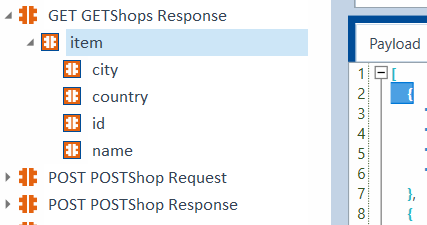 GET GETShops Response
item
city
country
id
name
POST POSTShop Request
POST POSTShop Response
Payload
1 [
2 {
3
4
5
6
7 },
8 {